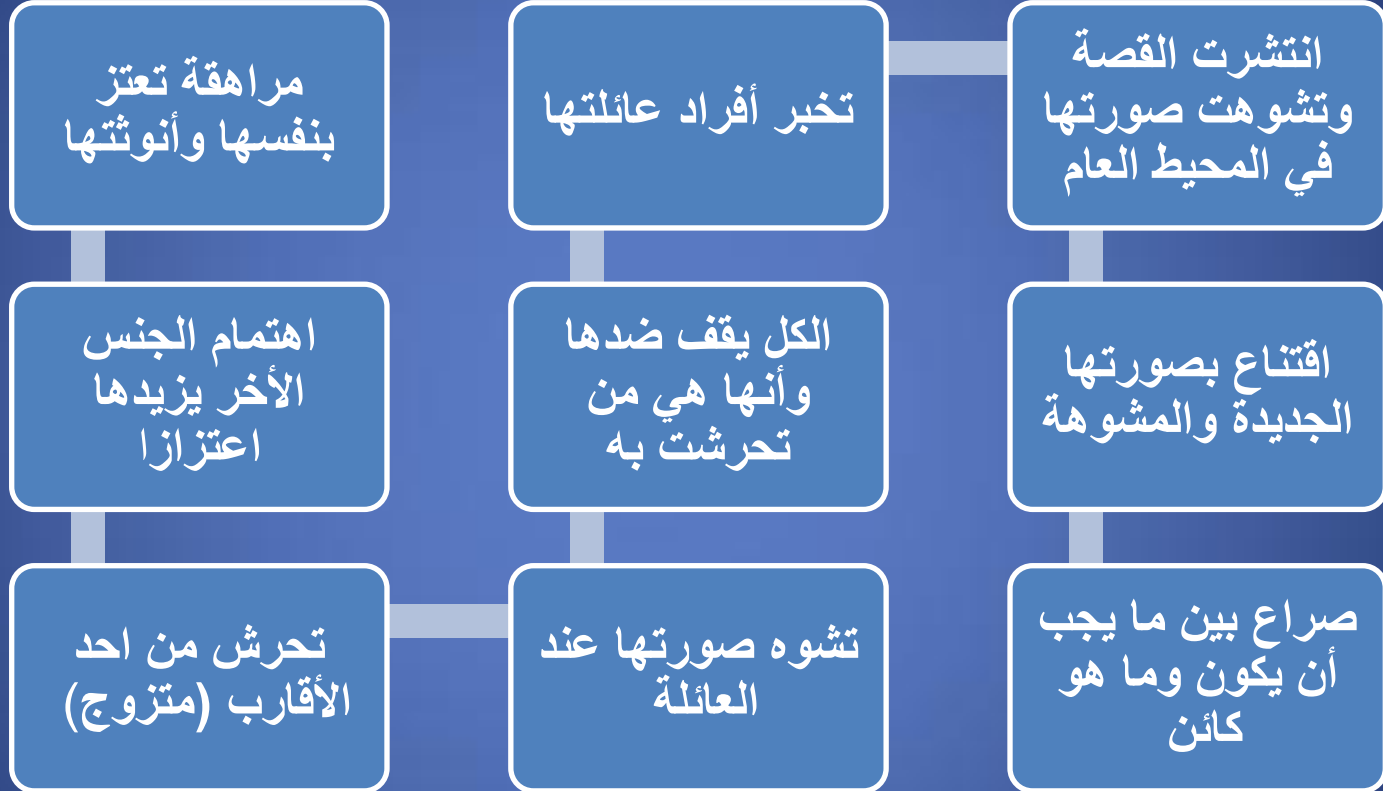 مراهقة تعتز
بنفسها وأنوثتها
اهتمام الجنس
الأخر يزيدها
اعتزازا
تحرش من احد
الأقارب (متزوج)
تشوه صورتها عند
العائلة
الكل يقف ضدها
وأنها هي من
تحرشت به
تخبر أفراد عائلتها
انتشرت القصة
وتشوهت صورتها
في المحيط العام
اقتناع بصورتها
الجديدة والمشوهة
صراع بين ما يجب
أن يكون وما هو
كائن